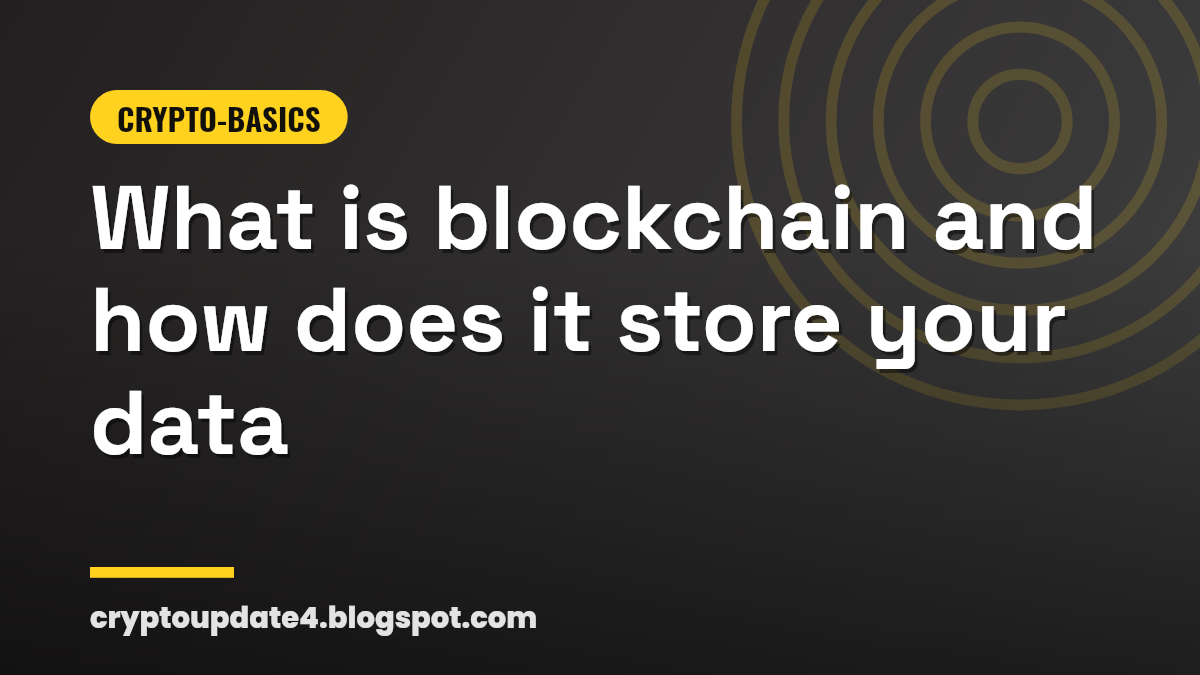 CRYPTO-BASICS
What is blockchain and
how does it store your
data
cryptoupdate4.blogspot.com